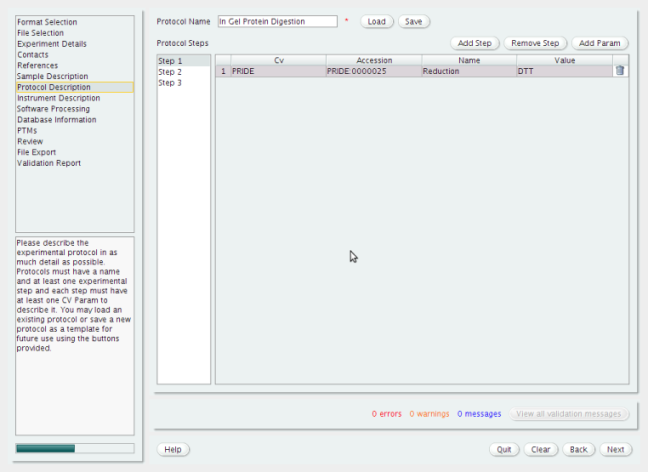 Format Selection
File Selection
Experiment Details
Contacts
References
Sample Description
Protocol Description
Instrument Description
Software Processing
Database Information
PTMs
Review
File Export
Validation Report
Please describe the
experimental protocol in as
much detail as possible.
Protocols must have a name
and at least one experimental
step and each step must have
at least one CV Param to
describe it. You may load an
existing protocol or save a new
protocol as a template for
future use using the buttons
provided.
Protocol Name In Gel Protein Digestion * Load Save
Protocol Steps Add Step Remove Step Add Param
Step 1
Step 2
Step 3
Cv Accession Name Value
1 PRIDE PRIDE:0000025 Reduction DTT
0 errors 0 warnings 0 messages View all validation messages
Help Quit Clear Back Next